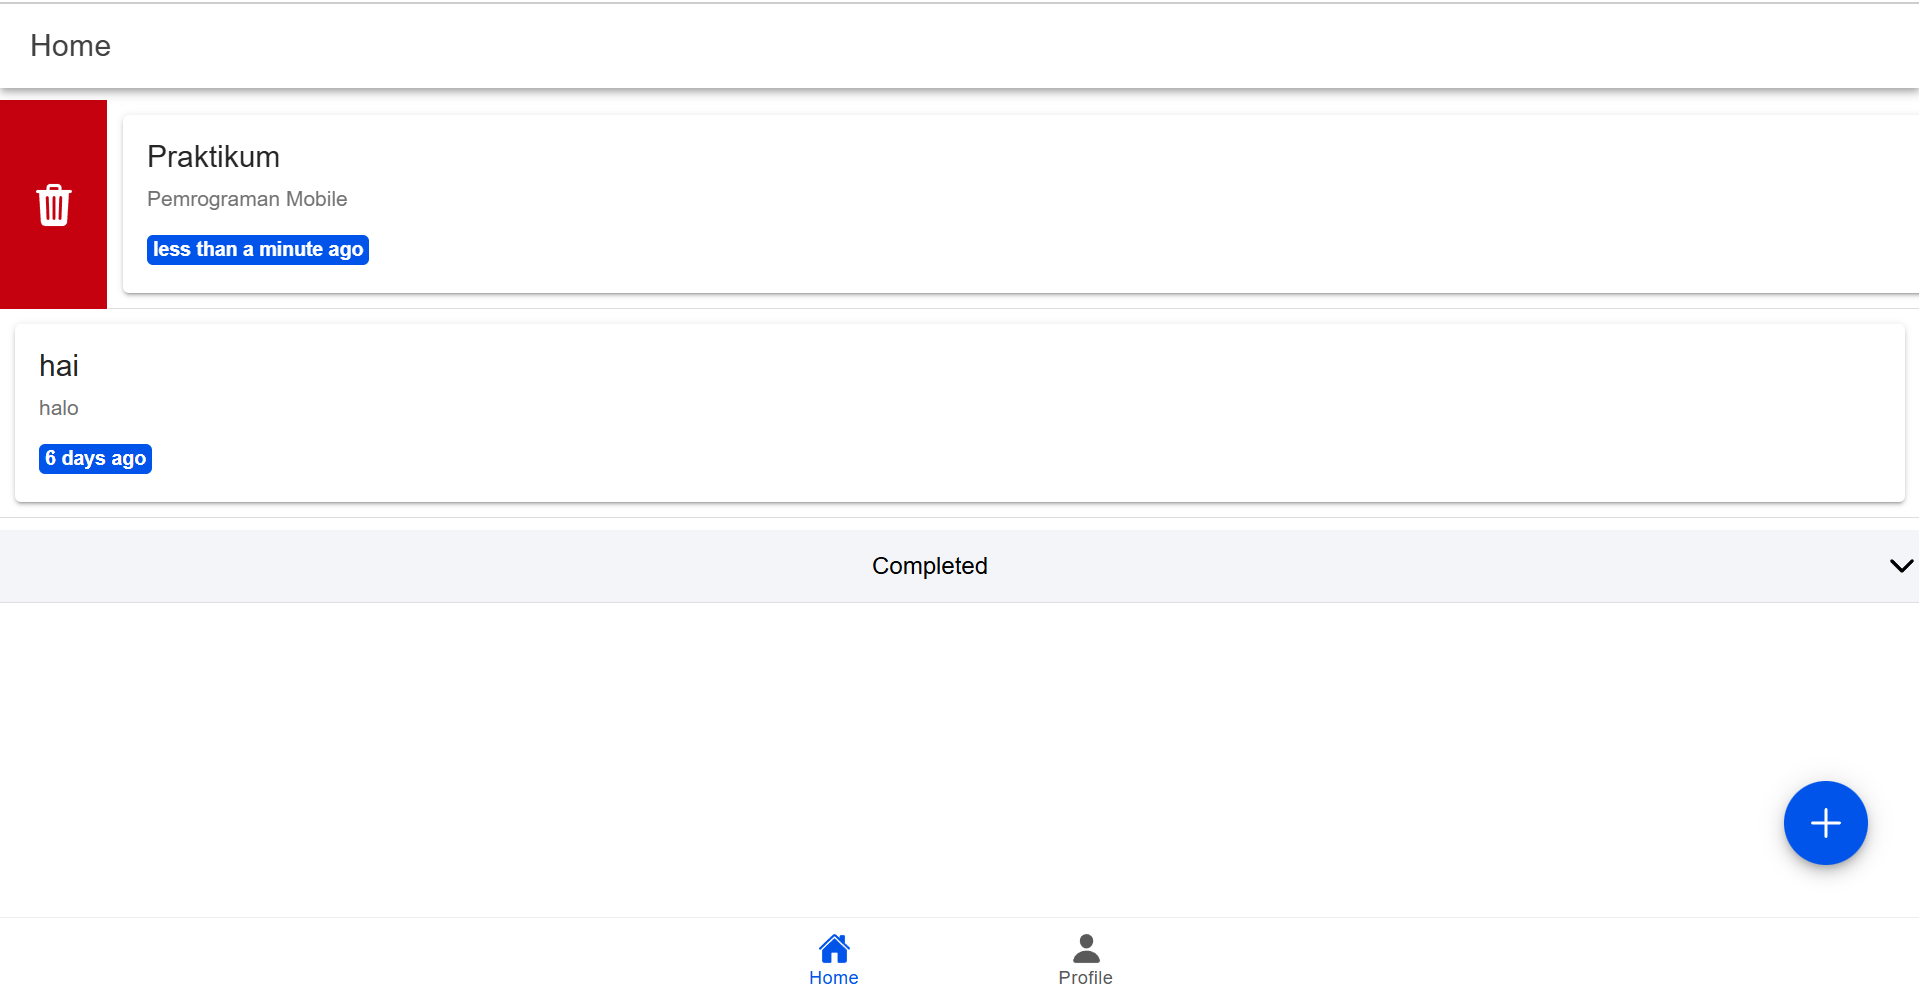 Home
Praktikum
Pemrograman Mobile
less than a minute ago
hai
halo
6 days ago
Completed
Home
Profile